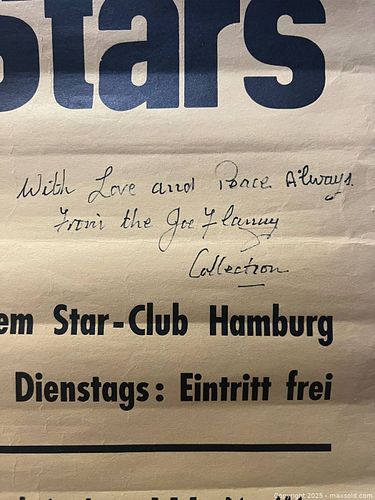 Stars
With Love and Peace Always.
From the Joe Flanny
Collection
em Star-Club Hamburg
Dienstags: Eintritt frei
Copyright 2025 - maxsold.com